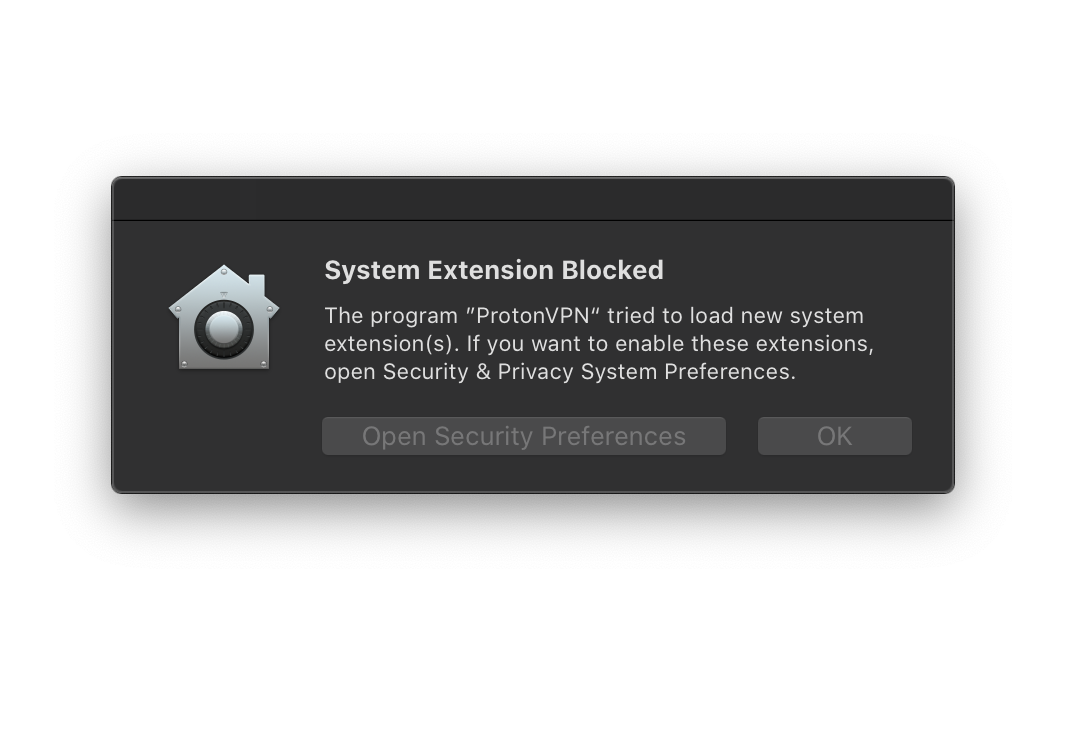 System Extension Blocked
The program ”ProtonVPN“ tried to load new system
extension(s). If you want to enable these extensions,
open Security & Privacy System Preferences.
Open Security Preferences
OK